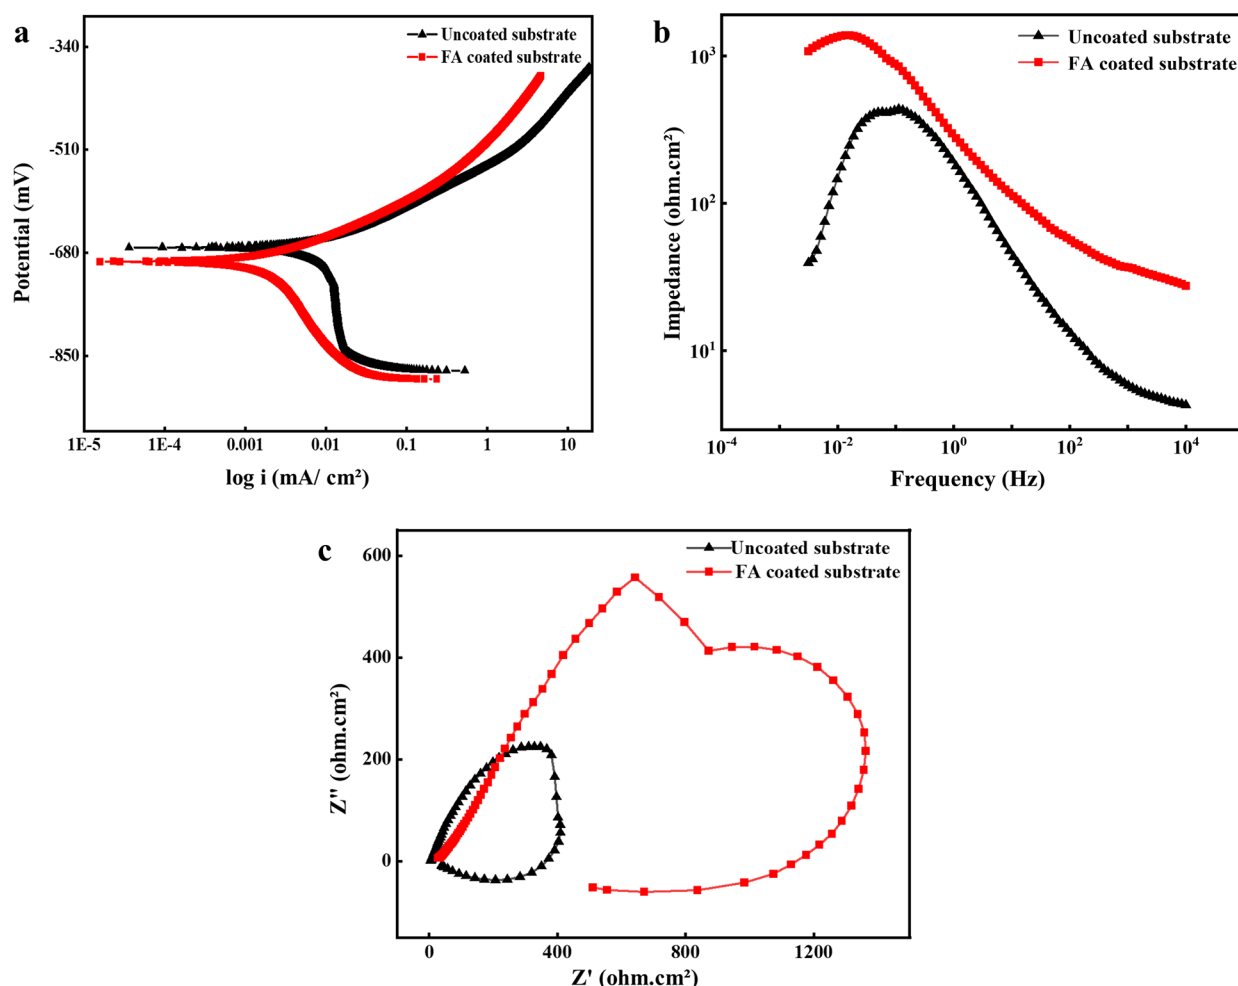 a
Uncoated substrate
FA coated substrate
-340
-510
-680
-850
Potential (mV)
1E-5 1E-4 0.001 0.01 0.1 1 10
log i (mA/ cm²)
b
Uncoated substrate
FA coated substrate
10³
10²
10¹
Impedance (ohm.cm²)
10⁻⁴ 10⁻² 10⁰ 10² 10⁴
Frequency (Hz)
c
Uncoated substrate
FA coated substrate
600
400
200
0
Z'' (ohm.cm²)
0 400 800 1200
Z' (ohm.cm²)